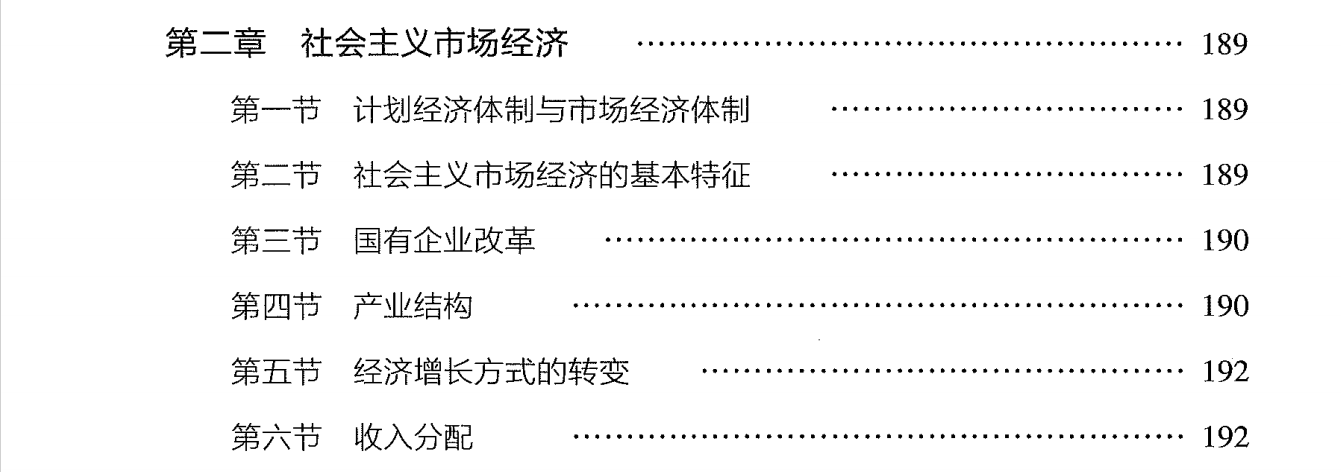 第二章 社会主义市场经济 …………………………………………… 189
第一节 计划经济体制与市场经济体制 ………………………… 189
第二节 社会主义市场经济的基本特征 ………………………… 189
第三节 国有企业改革 ………………………………………… 190
第四节 产业结构 …………………………………………… 190
第五节 经济增长方式的转变 ………………………………… 192
第六节 收入分配 …………………………………………… 192